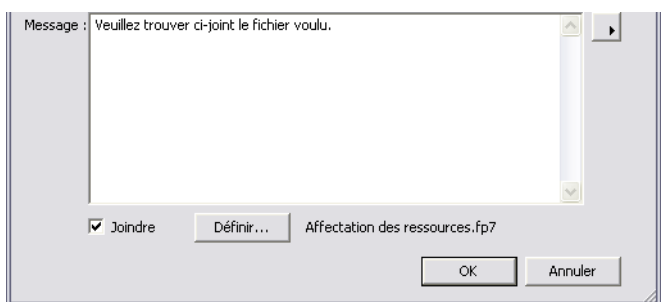 Message : Veuillez trouver ci-joint le fichier voulu.
Joindre Définir... Affectation des ressources.fp7
OK Annuler